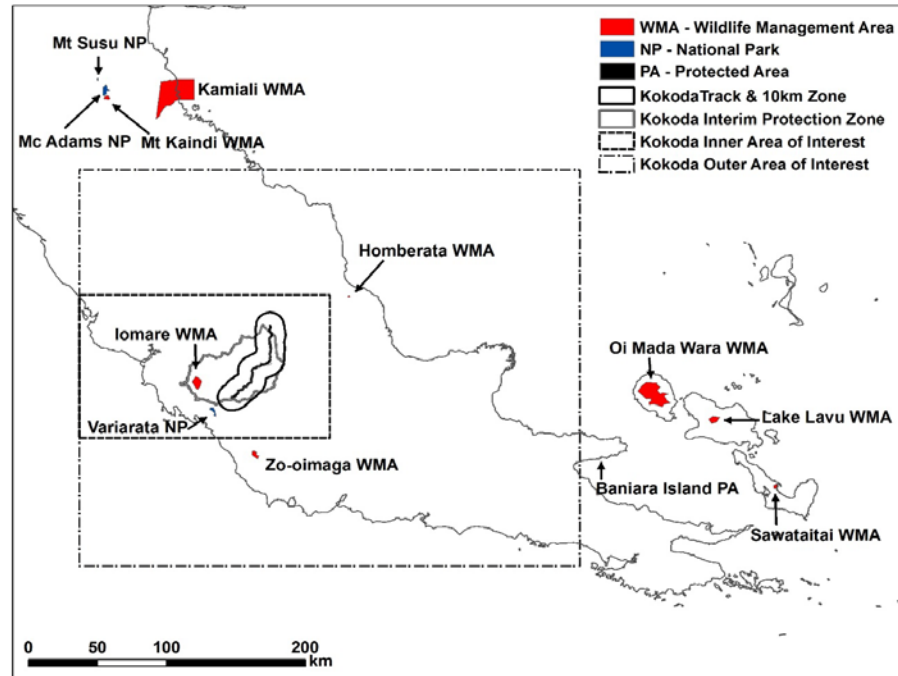 WMA - Wildlife Management Area
NP - National Park
PA - Protected Area
KokodaTrack & 10km Zone
Kokoda Interim Protection Zone
Kokoda Inner Area of Interest
Kokoda Outer Area of Interest
Mt Susu NP
Kamiali WMA
Mc Adams NP
Mt Kaindi WMA
Homberata WMA
Iomare WMA
Oi Mada Wara WMA
Lake Lavu WMA
Variarata NP
Zo-oimaga WMA
Baniara Island PA
Sawataitai WMA
0 50 100 200
km